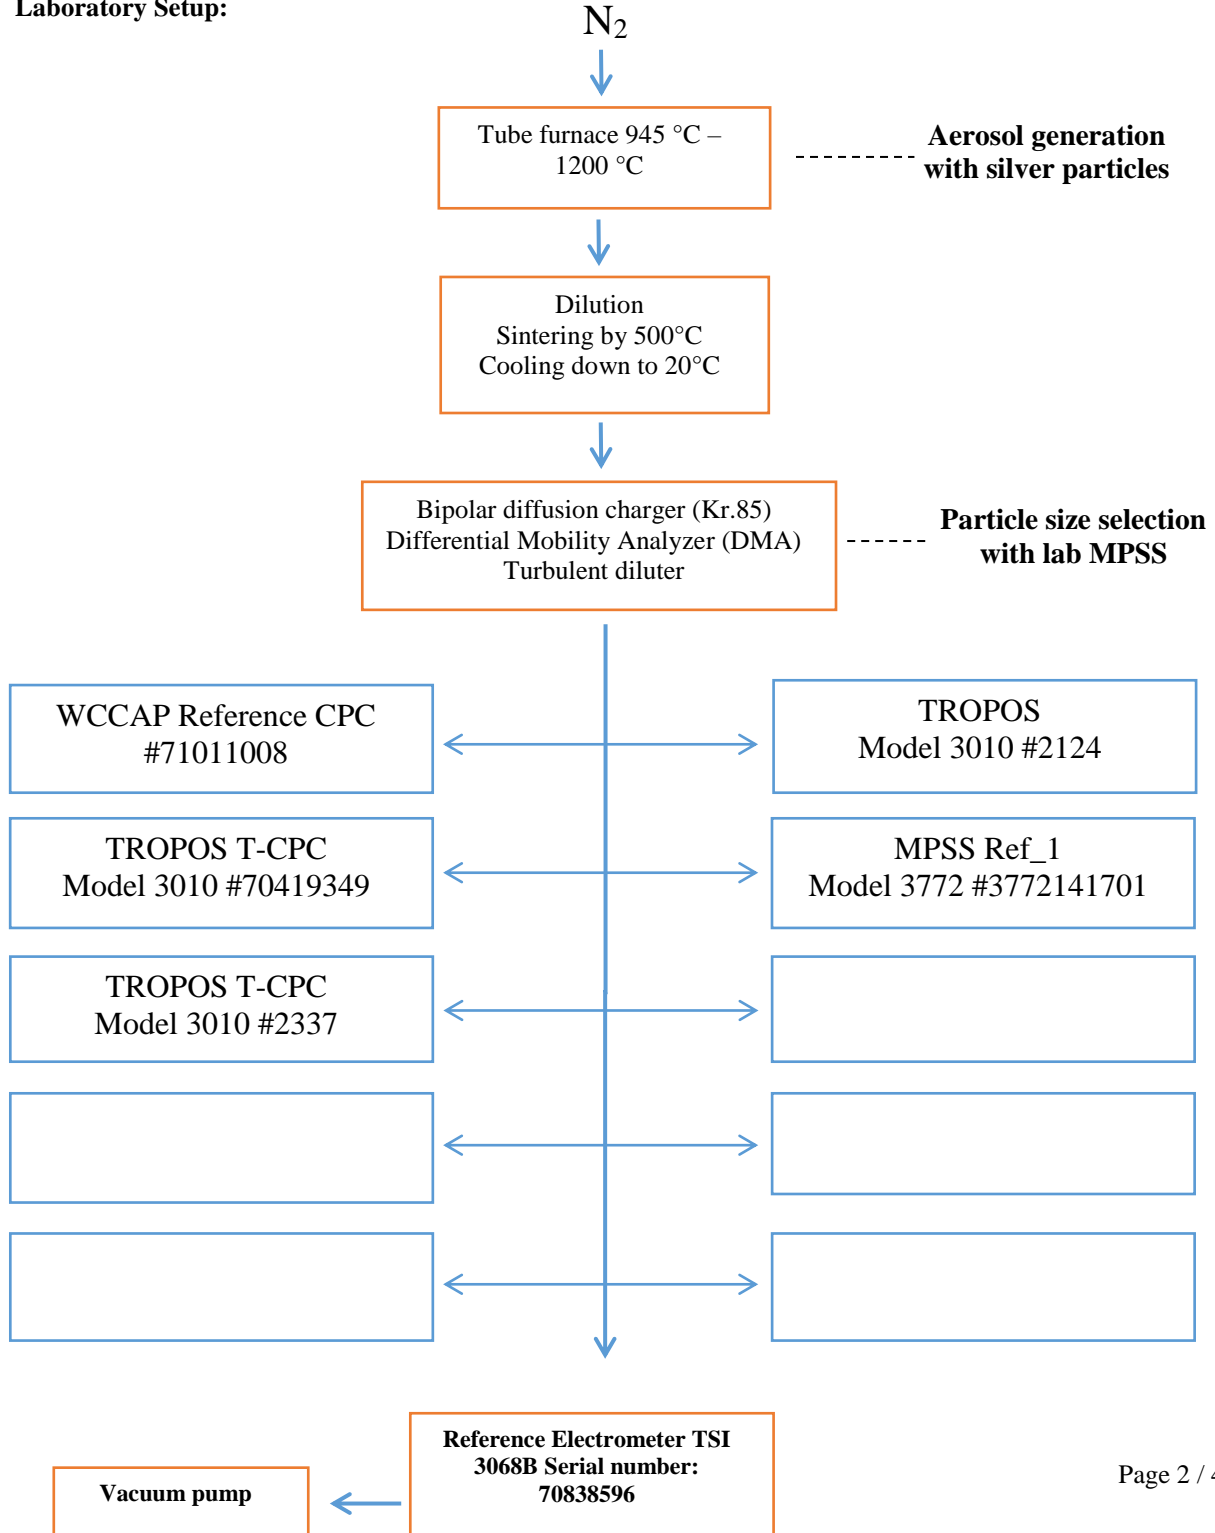 Laboratory Setup:
N₂
Tube furnace 945 °C –
1200 °C
Aerosol generation
with silver particles
Dilution
Sintering by 500°C
Cooling down to 20°C
Bipolar diffusion charger (Kr.85)
Differential Mobility Analyzer (DMA)
Turbulent diluter
Particle size selection
with lab MPSS
WCCAP Reference CPC
#71011008
TROPOS
Model 3010 #2124
TROPOS T-CPC
Model 3010 #70419349
MPSS Ref_1
Model 3772 #3772141701
TROPOS T-CPC
Model 3010 #2337
Reference Electrometer TSI
3068B Serial number:
70838596
Vacuum pump
Page 2 / 4